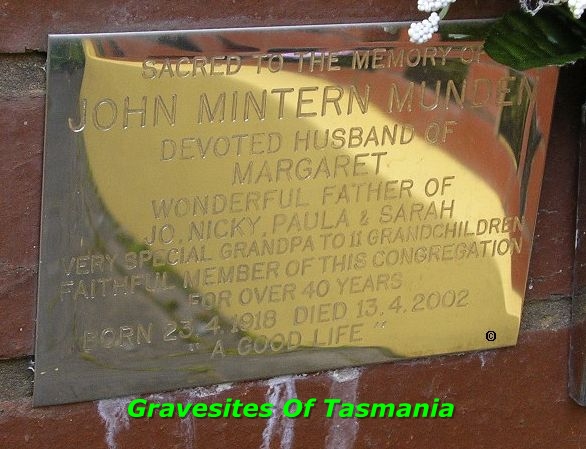 SACRED TO THE MEMORY OF
JOHN MINTERN MUNDEN
DEVOTED HUSBAND OF
MARGARET
WONDERFUL FATHER OF
JO, NICKY, PAULA & SARAH
VERY SPECIAL GRANDPA TO 11 GRANDCHILDREN
FAITHFUL MEMBER OF THIS CONGREGATION
FOR OVER 40 YEARS
BORN 23.4.1918 DIED 13.4.2002
"A GOOD LIFE"
Gravesites Of Tasmania